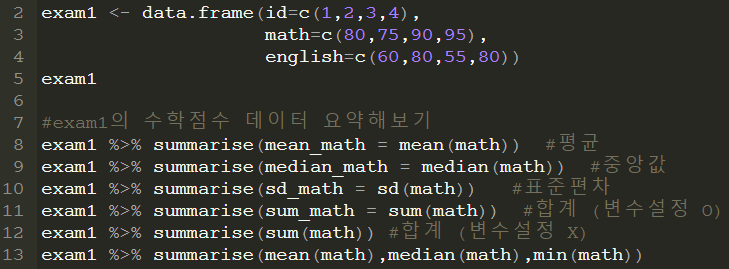 2 exam1 <- data.frame(id=c(1,2,3,4),
3 math=c(80,75,90,95),
4 english=c(60,80,55,80))
5 exam1
6
7 #exam1의 수학점수 데이터 요약해보기
8 exam1 %>% summarise(mean_math = mean(math)) #평균
9 exam1 %>% summarise(median_math = median(math)) #중앙값
10 exam1 %>% summarise(sd_math = sd(math)) #표준편차
11 exam1 %>% summarise(sum_math = sum(math)) #합계 (변수설정 O)
12 exam1 %>% summarise(sum(math)) #합계 (변수설정 X)
13 exam1 %>% summarise(mean(math),median(math),min(math))